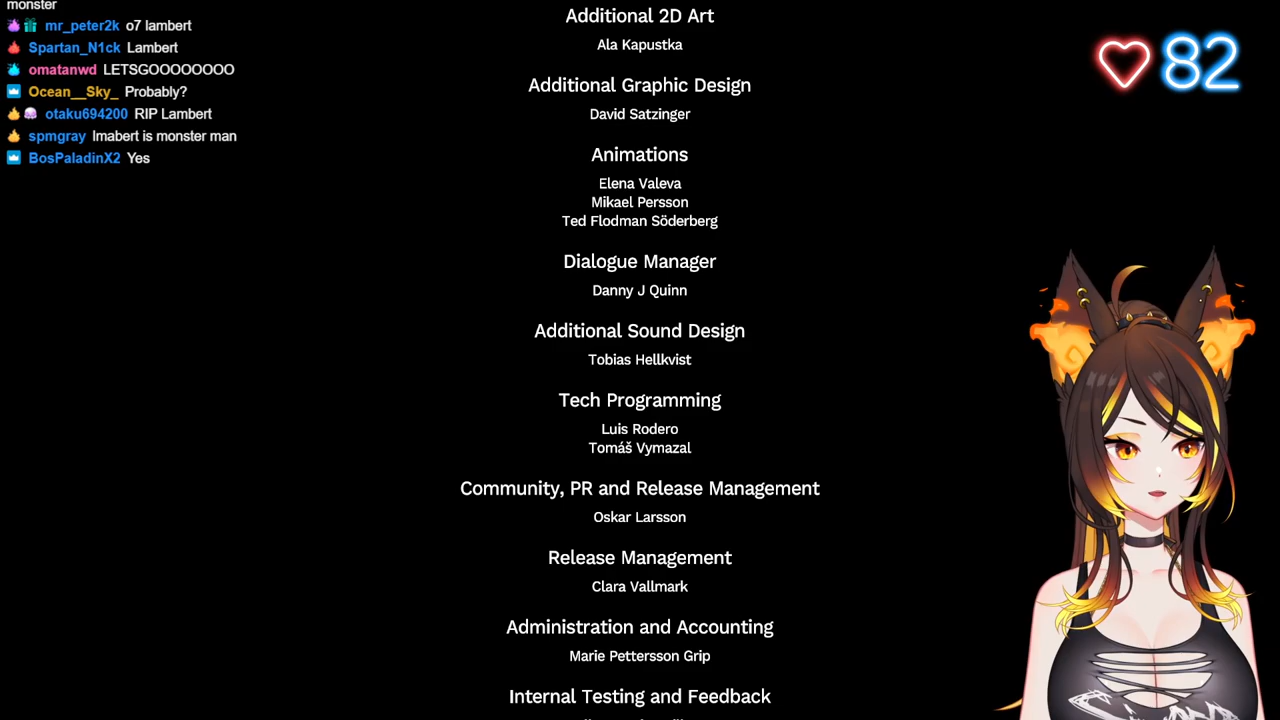 monster
mr_peter2k o7 lambert
Spartan_N1ck Lambert
omatanwd LETSGOOOOOOOO
Ocean__Sky_ Probably?
otaku694200 RIP Lambert
spmgray lmabert is monster man
BosPaladinX2 Yes
Additional 2D Art
Ala Kapustka
Additional Graphic Design
David Satzinger
Animations
Elena Valeva
Mikael Persson
Ted Flodman Söderberg
Dialogue Manager
Danny J Quinn
Additional Sound Design
Tobias Hellkvist
Tech Programming
Luis Rodero
Tomáš Vymazal
Community, PR and Release Management
Oskar Larsson
Release Management
Clara Vallmark
Administration and Accounting
Marie Pettersson Grip
Internal Testing and Feedback
82